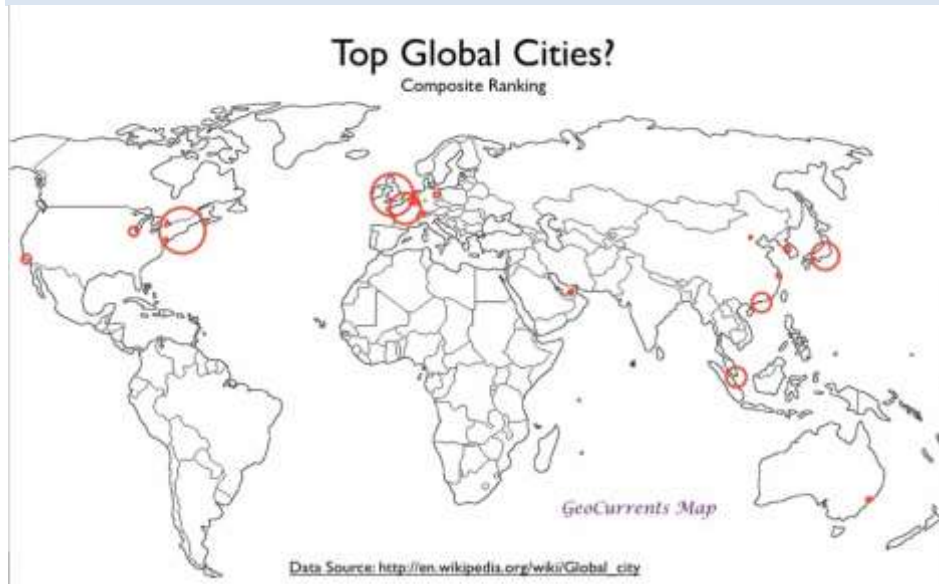 Top Global Cities?
Composite Ranking
GeoCurrents Map
Data Source: http://en.wikipedia.org/wiki/Global_city